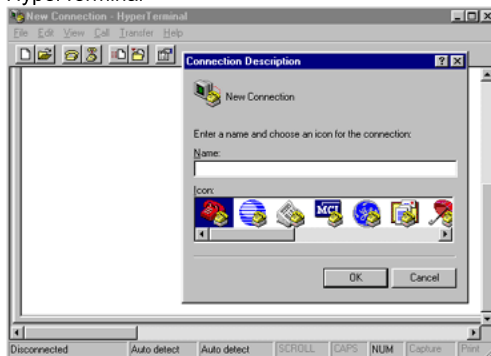 HyperTerminal
New Connection - HyperTerminal
File Edit View Call Transfer Help
Connection Description
New Connection
Enter a name and choose an icon for the connection:
Name:
Icon:
MCI
OK Cancel
Disconnected Auto detect Auto detect SCROLL CAPS NUM Capture Print